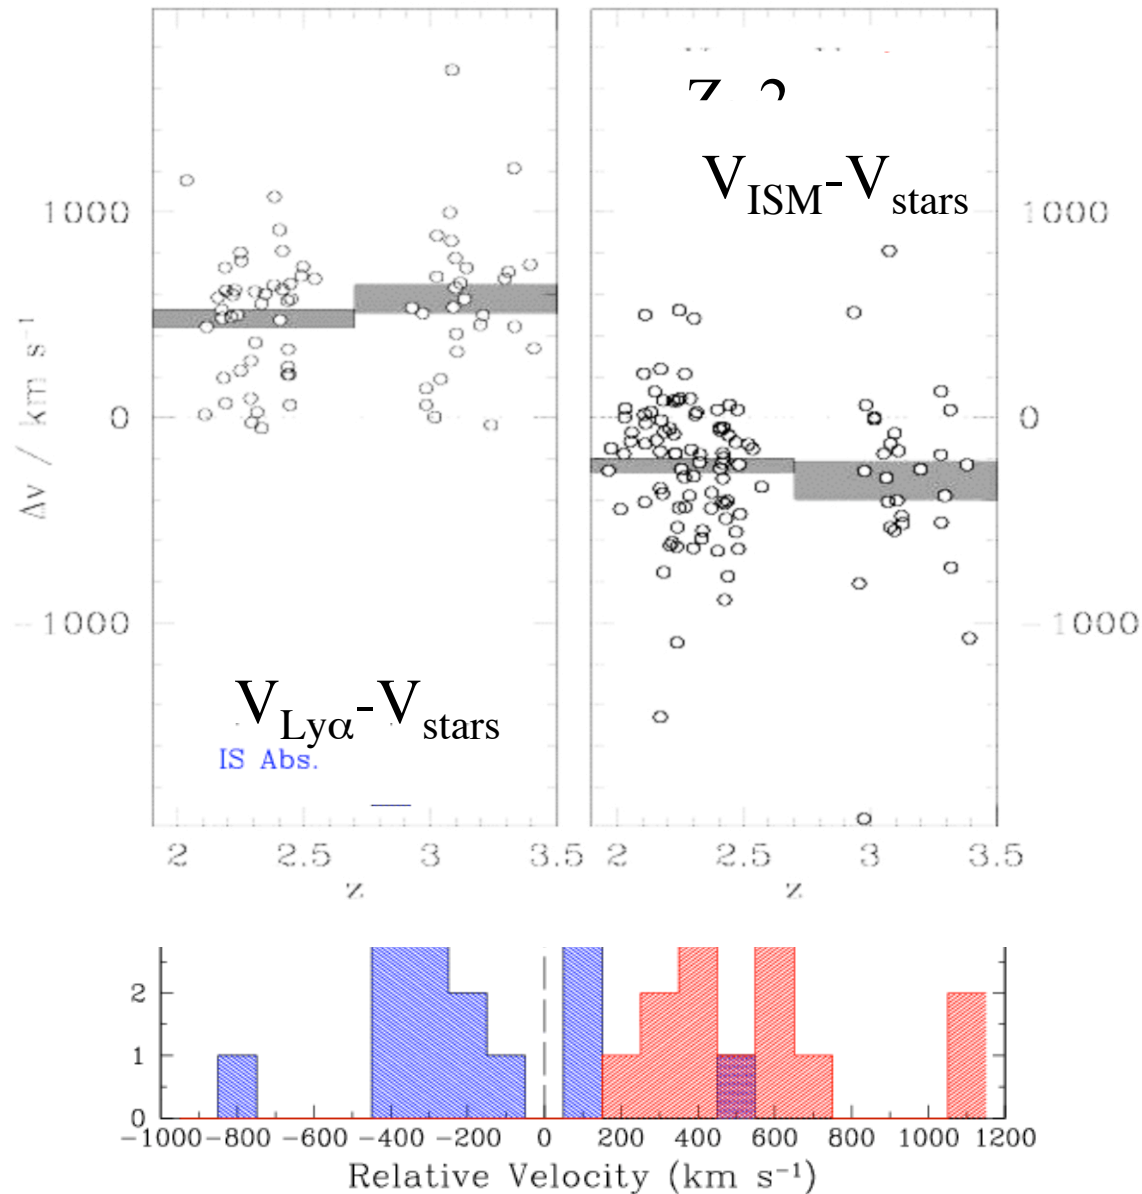 V_ISM-V_stars
1000 1000
Δv / km s⁻¹
0 0
-1000 -1000
V_Lyα-V_stars
IS Abs.
2 2.5 3 3.5 2 2.5 3 3.5
z z
2
1
0
-1000 -800 -600 -400 -200 0 200 400 600 800 1000 1200
Relative Velocity (km s⁻¹)